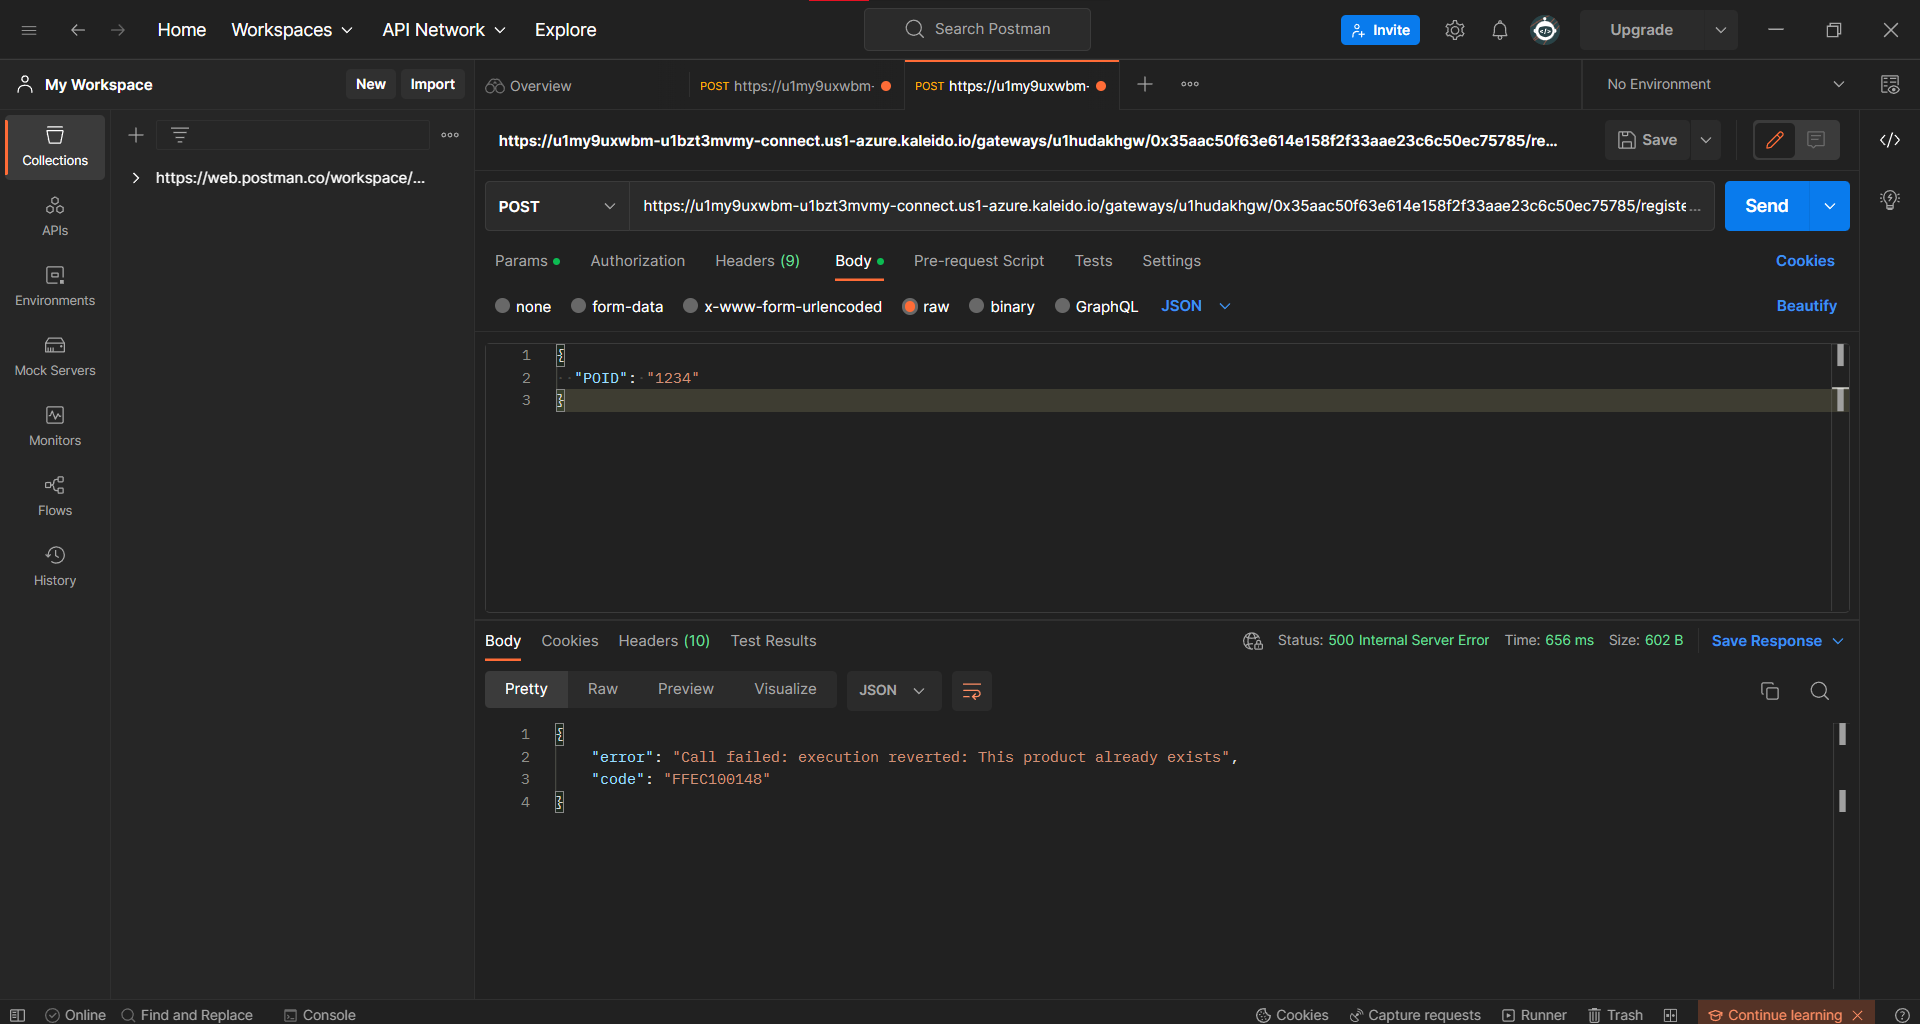 Home
Workspaces
API Network
Explore
Search Postman
Invite
Upgrade
My Workspace
New
Import
Overview
POST https://u1my9uxwbm-
POST https://u1my9uxwbm-
No Environment
Collections
APIs
Environments
Mock Servers
Monitors
Flows
History
https://web.postman.co/workspace/...
https://u1my9uxwbm-u1bzt3mvmy-connect.us1-azure.kaleido.io/gateways/u1hudakhgw/0x35aac50f63e614e158f2f33aae23c6c50ec75785/re...
Save
POST
https://u1my9uxwbm-u1bzt3mvmy-connect.us1-azure.kaleido.io/gateways/u1hudakhgw/0x35aac50f63e614e158f2f33aae23c6c50ec75785/registe...
Send
Params
Authorization
Headers (9)
Body
Pre-request Script
Tests
Settings
Cookies
none
form-data
x-www-form-urlencoded
raw
binary
GraphQL
JSON
Beautify
1 {
2 "POID": "1234"
3 }
Body
Cookies
Headers (10)
Test Results
Status: 500 Internal Server Error
Time: 656 ms
Size: 602 B
Save Response
Pretty
Raw
Preview
Visualize
JSON
1 {
2 "error": "Call failed: execution reverted: This product already exists",
3 "code": "FFEC100148"
4 }
Online
Find and Replace
Console
Cookies
Capture requests
Runner
Trash
Continue learning